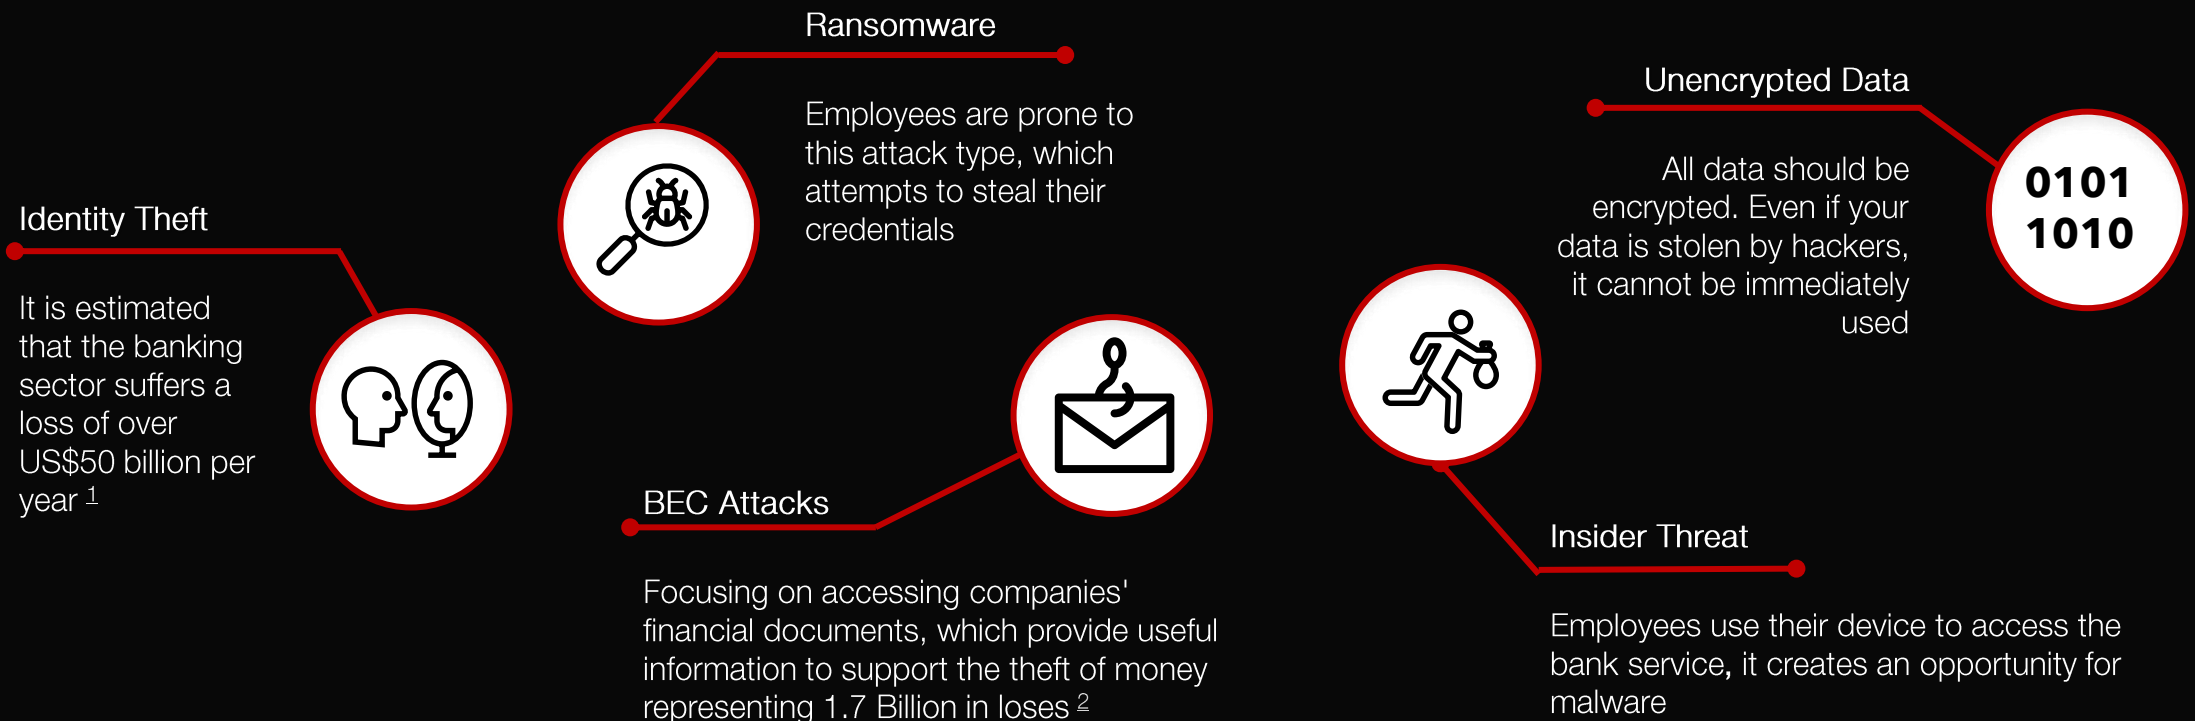 Identity Theft
It is estimated
that the banking
sector suffers a
loss of over
US$50 billion per
year 1
Ransomware
Employees are prone to
this attack type, which
attempts to steal their
credentials
BEC Attacks
Focusing on accessing companies'
financial documents, which provide useful
information to support the theft of money
representing 1.7 Billion in loses 2
Unencrypted Data
All data should be
encrypted. Even if your
data is stolen by hackers,
it cannot be immediately
used
0101
1010
Insider Threat
Employees use their device to access the
bank service, it creates an opportunity for
malware